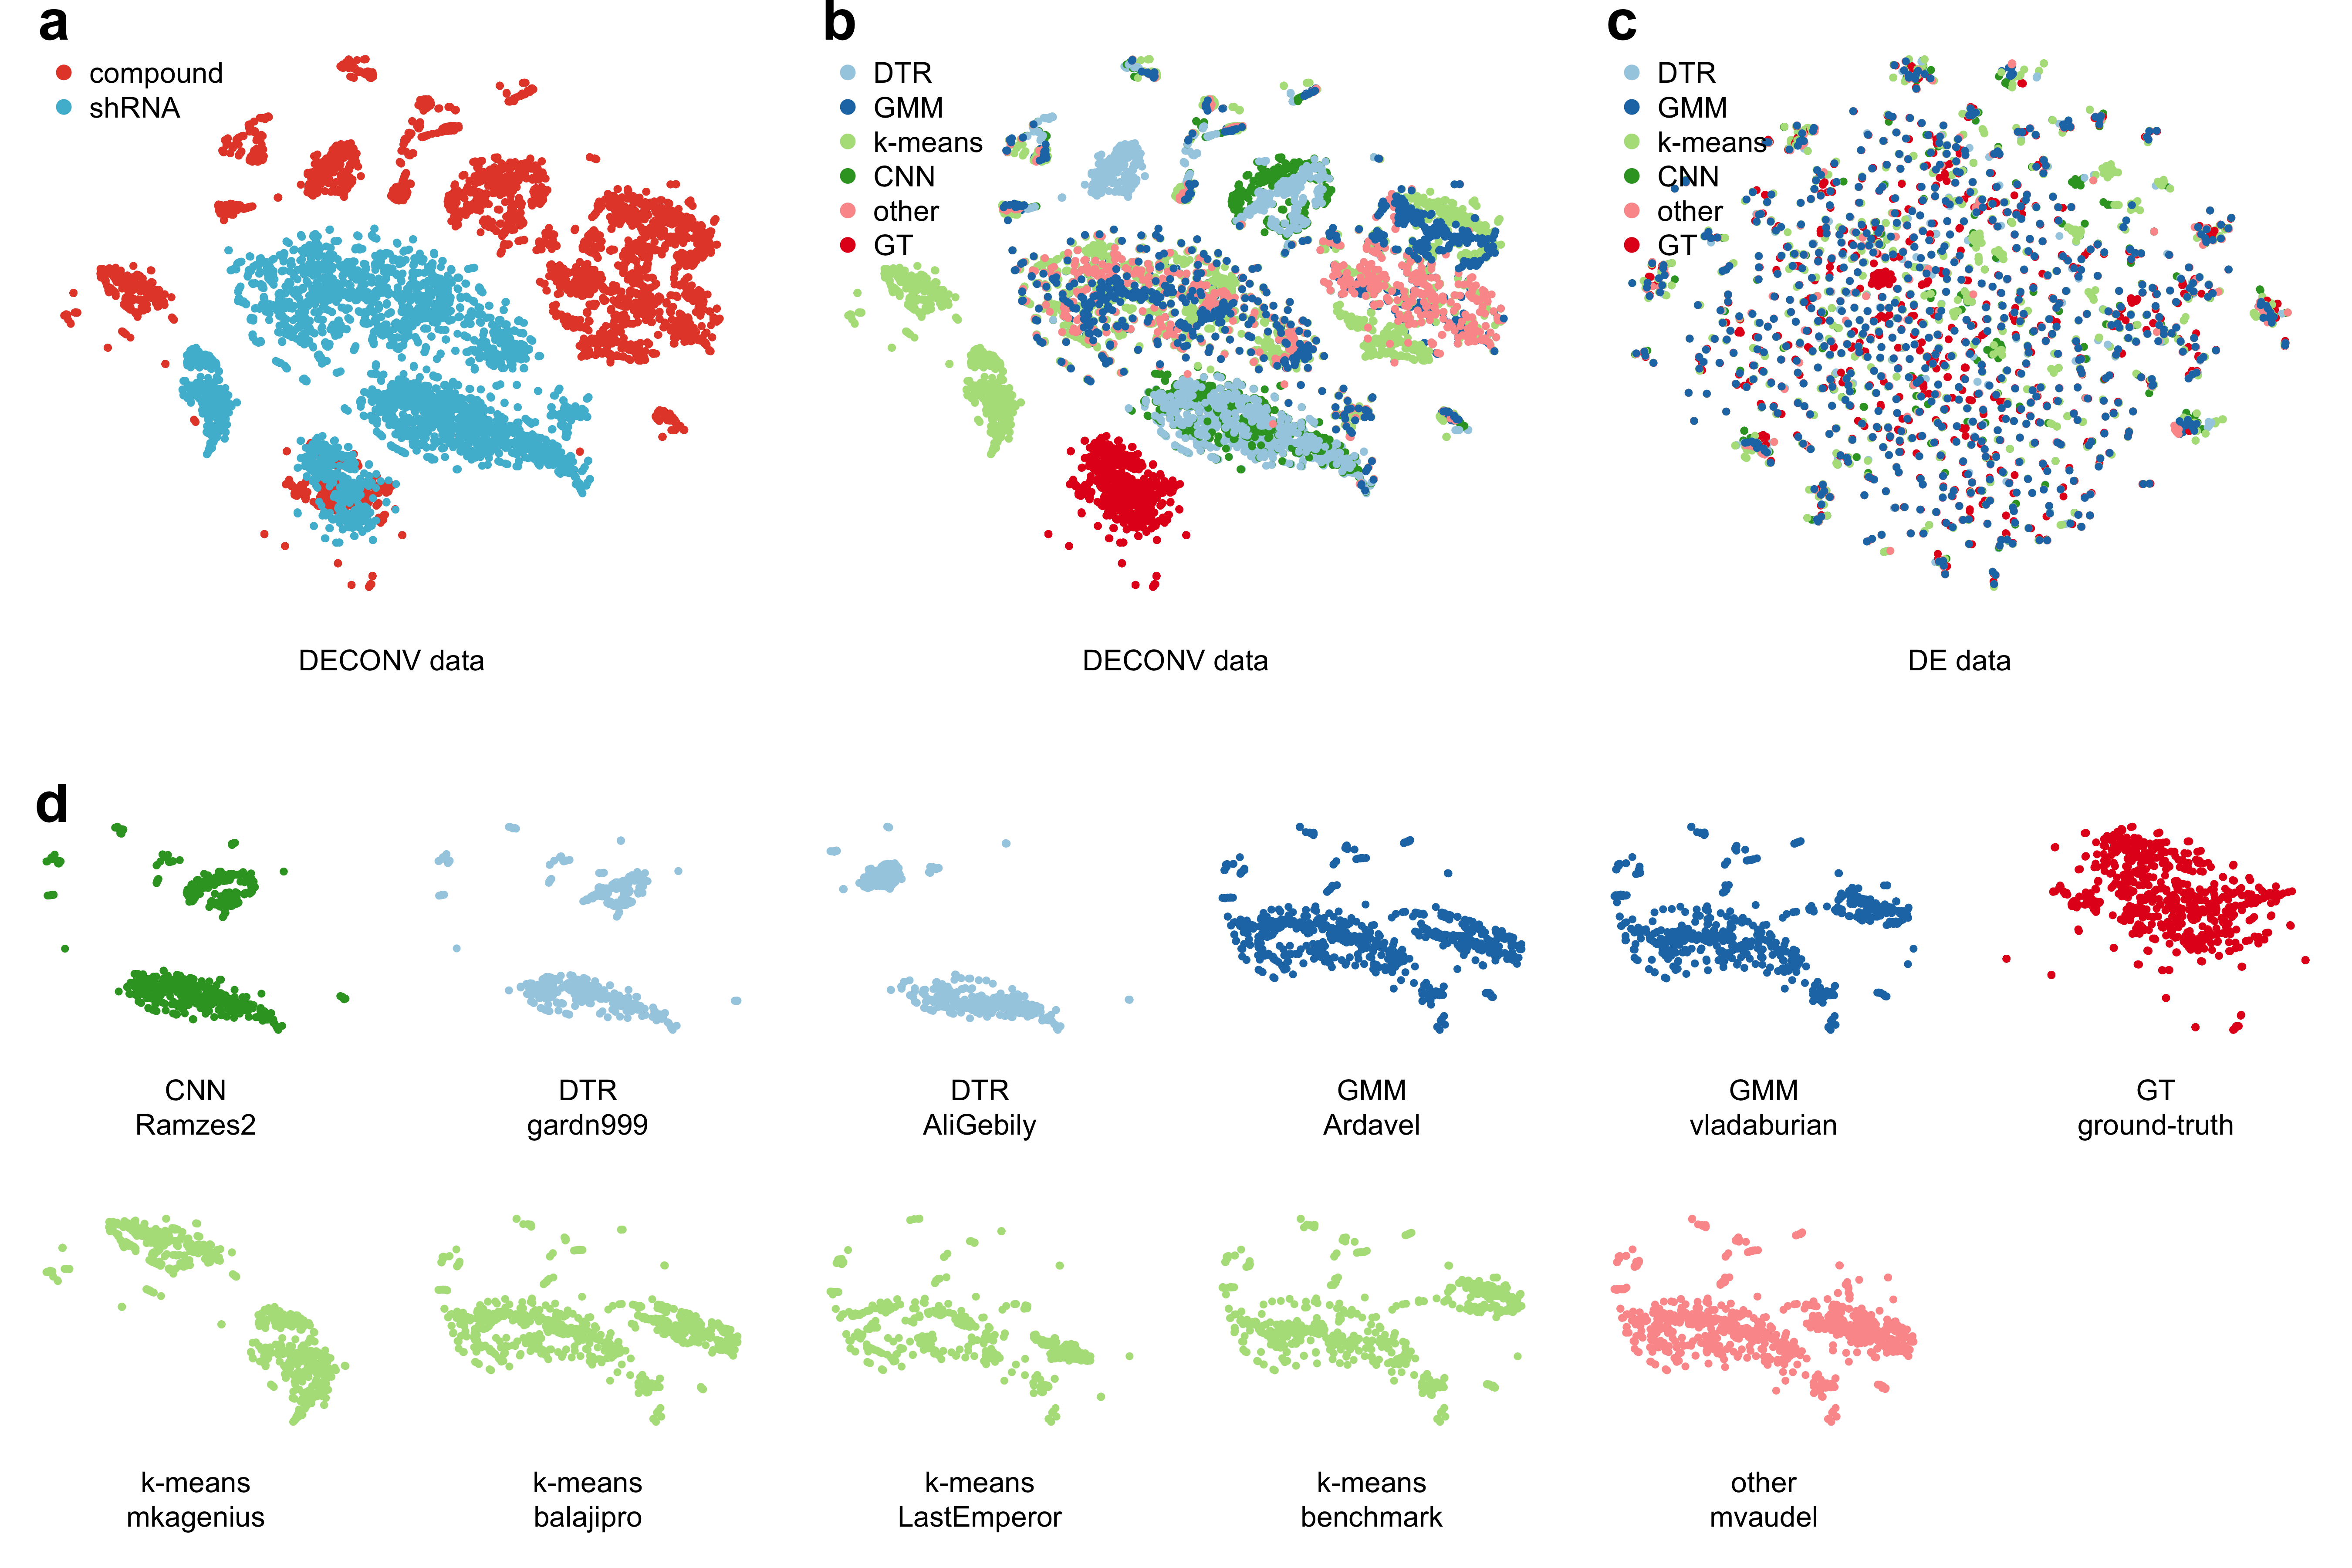 a
compound
shRNA
DECONV data
b
DTR
GMM
k-means
CNN
other
GT
DECONV data
c
DTR
GMM
k-means
CNN
other
GT
DE data
d
CNN
Ramzes2
DTR
gardn999
DTR
AliGebily
GMM
Ardavel
GMM
vladaburian
GT
ground-truth
k-means
mkagenius
k-means
balajipro
k-means
LastEmperor
k-means
benchmark
other
mvaudel